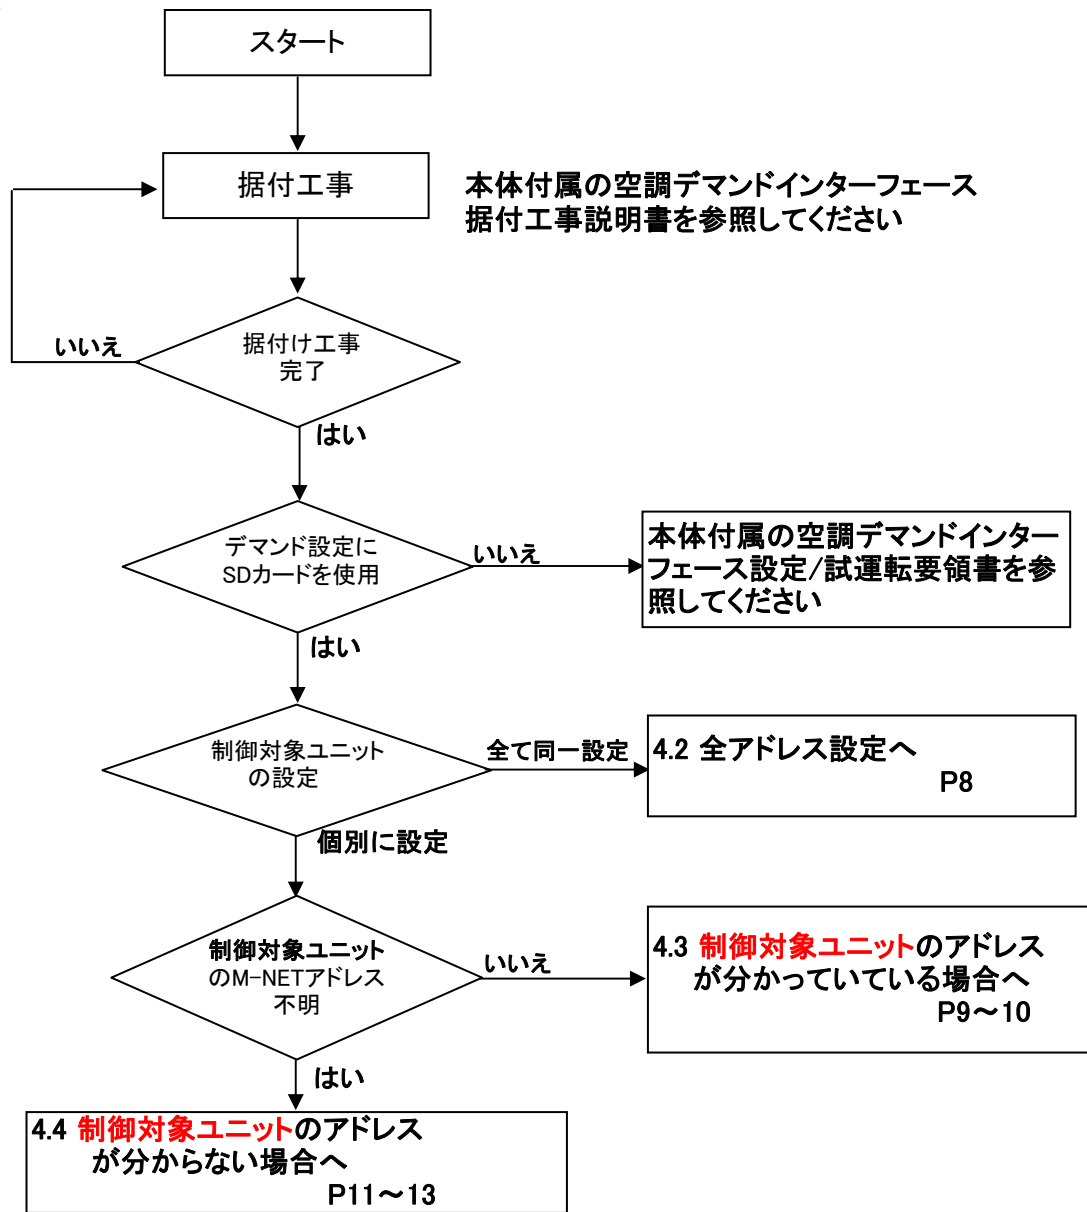 スタート
据付工事
本体付属の空調デマンドインターフェース
据付工事説明書を参照してください
据付け工事
完了
いいえ
はい
デマンド設定に
SDカードを使用
いいえ
本体付属の空調デマンドインター
フェース設定/試運転要領書を参
照してください
はい
制御対象ユニット
の設定
全て同一設定
4.2 全アドレス設定へ
P8
個別に設定
制御対象ユニット
のM-NETアドレス
不明
いいえ
4.3 制御対象ユニットのアドレス
が分かっていている場合へ
P9～10
はい
4.4 制御対象ユニットのアドレス
が分からない場合へ
P11～13